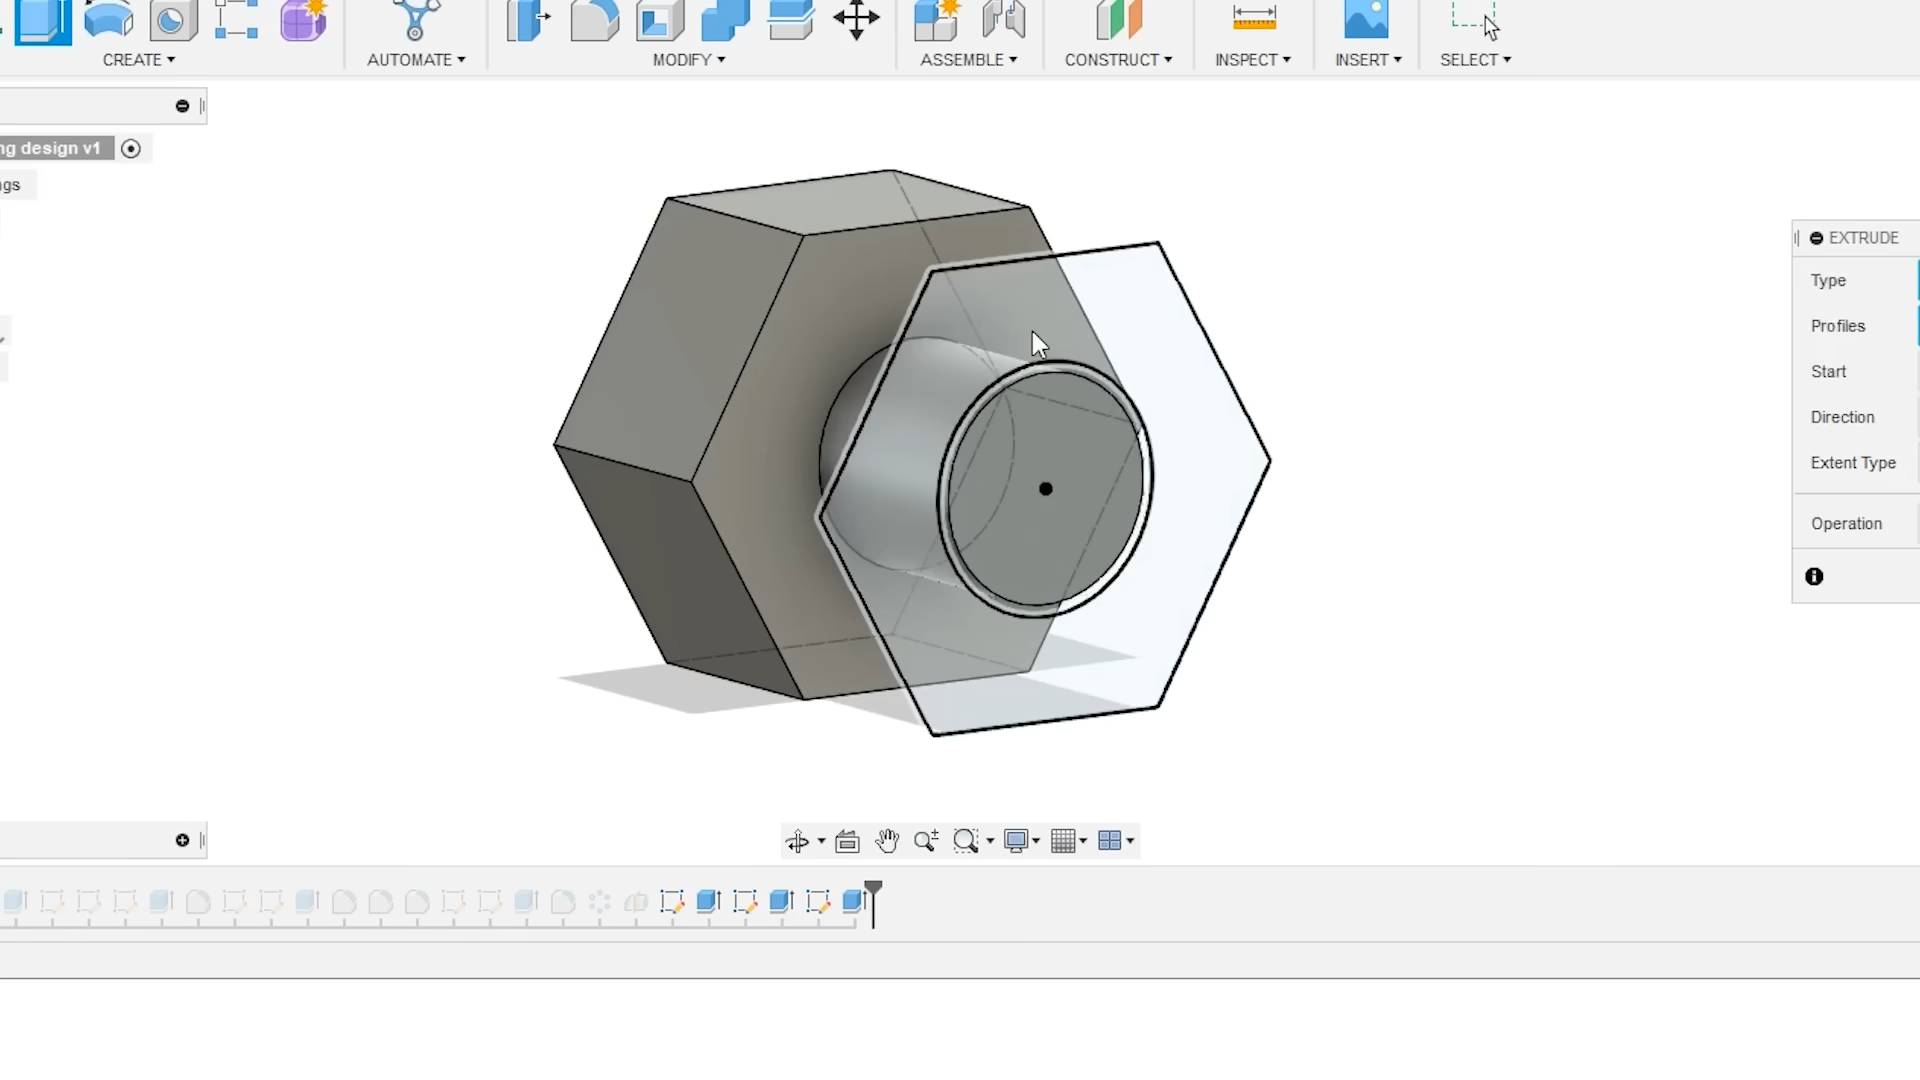 CREATE
AUTOMATE
MODIFY
ASSEMBLE
CONSTRUCT
INSPECT
INSERT
SELECT
ng design v1
gs
EXTRUDE
Type
Profiles
Start
Direction
Extent Type
Operation